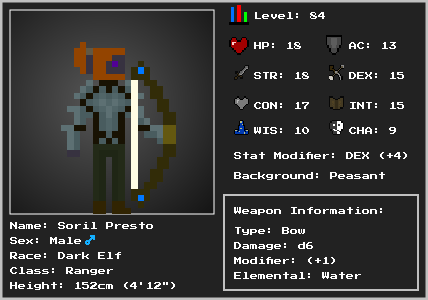 Level: 84
HP: 18
AC: 13
STR: 18
DEX: 15
CON: 17
INT: 15
WIS: 10
CHA: 9
Stat Modifier: DEX (+4)
Background: Peasant
Name: Soril Presto
Sex: Male♂
Race: Dark Elf
Class: Ranger
Height: 152cm (4'12")
Weapon Information:
Type: Bow
Damage: d6
Modifier: (+1)
Elemental: Water